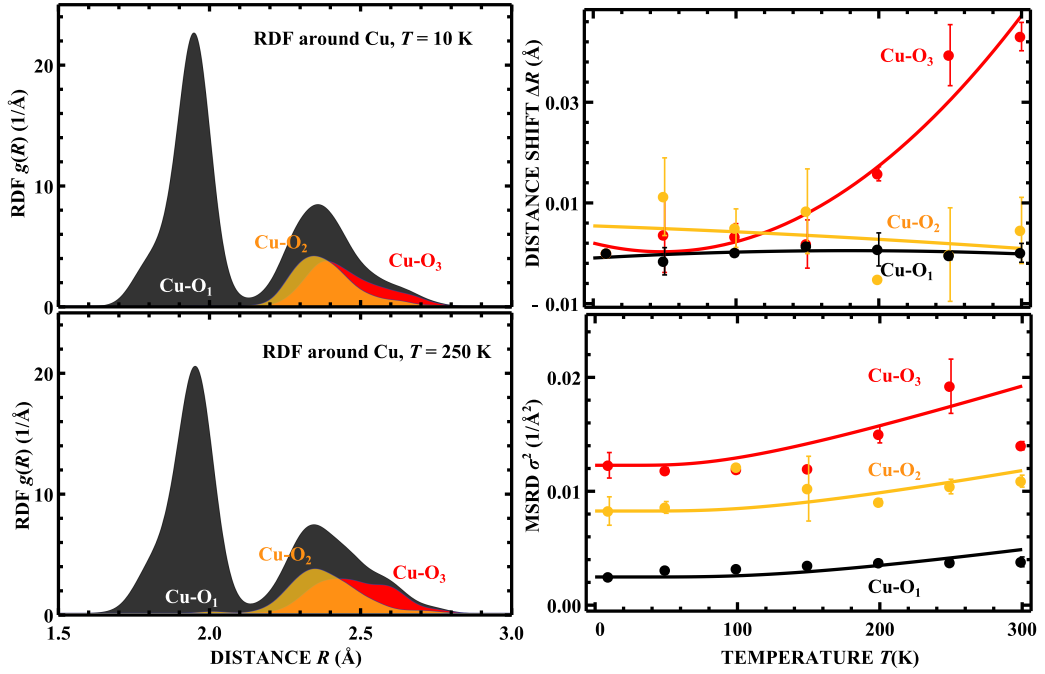 RDF around Cu, T = 10 K
RDF g(R) (1/Å)
20
10
0
Cu-O1
Cu-O2
Cu-O3
RDF around Cu, T = 250 K
RDF g(R) (1/Å)
20
10
0
Cu-O1
Cu-O2
Cu-O3
1.5
2.0
2.5
3.0
DISTANCE R (Å)
DISTANCE SHIFT ΔR (Å)
0.03
0.01
- 0.01
Cu-O3
Cu-O2
Cu-O1
MSRD σ² (1/Å²)
0.02
0.01
0.00
Cu-O3
Cu-O2
Cu-O1
0
100
200
300
TEMPERATURE T(K)